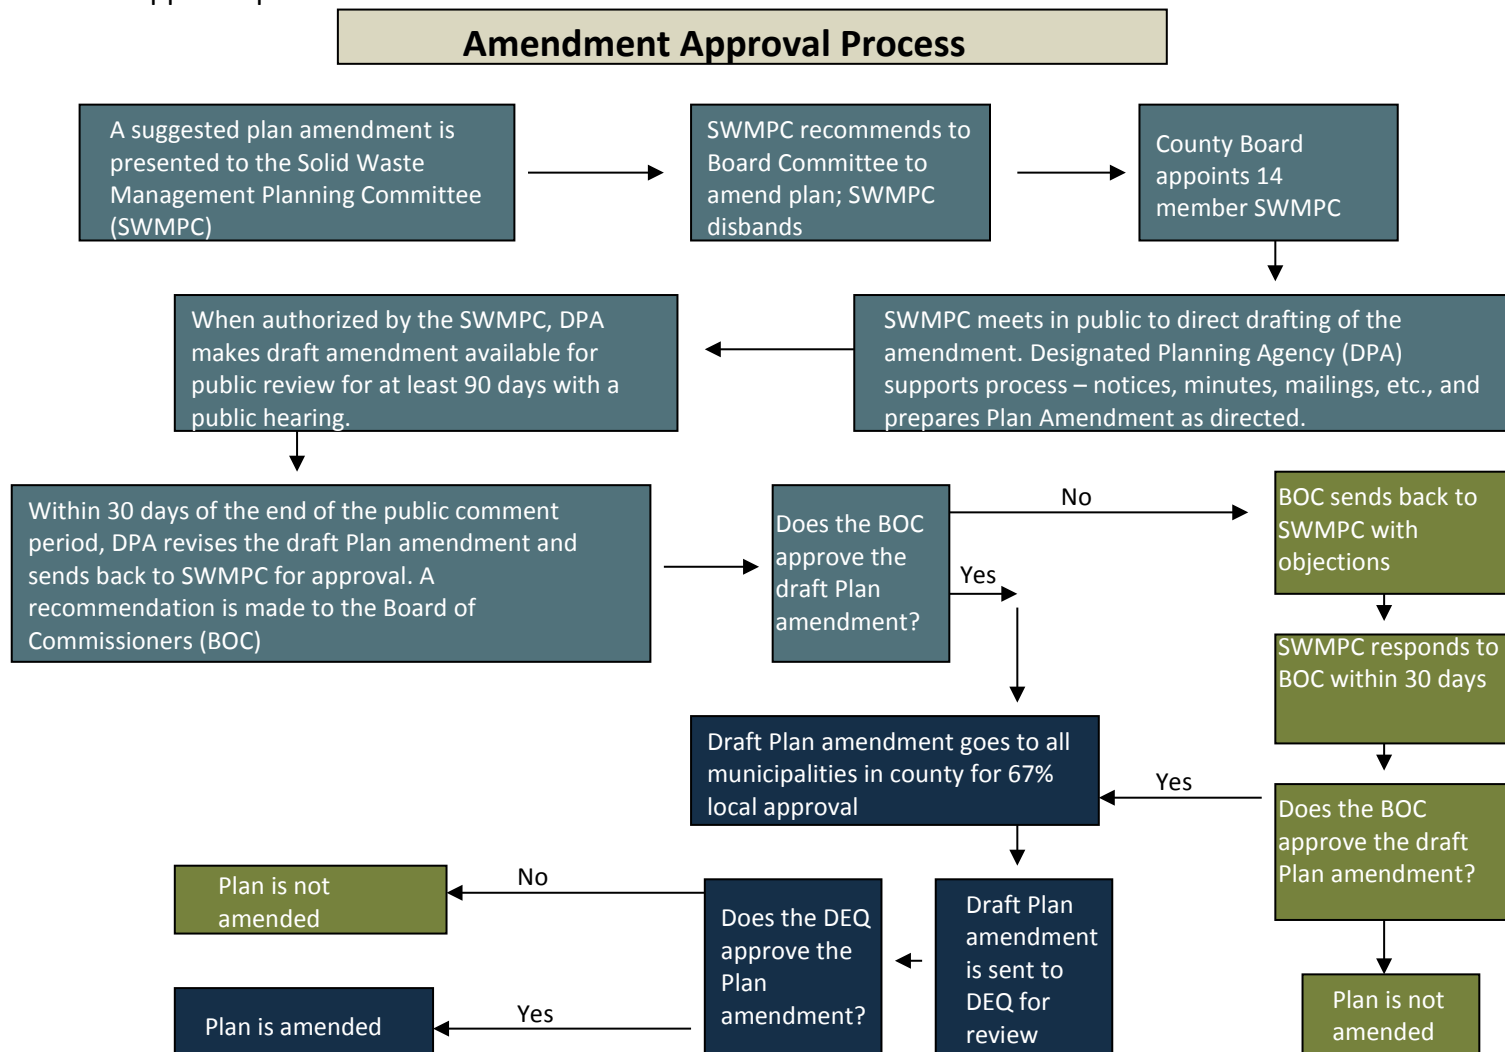 Amendment Approval Process
A suggested plan amendment is
presented to the Solid Waste
Management Planning Committee
(SWMPC)
SWMPC recommends to
Board Committee to
amend plan; SWMPC
disbands
County Board
appoints 14
member SWMPC
When authorized by the SWMPC, DPA
makes draft amendment available for
public review for at least 90 days with a
public hearing.
SWMPC meets in public to direct drafting of the
amendment. Designated Planning Agency (DPA)
supports process – notices, minutes, mailings, etc., and
prepares Plan Amendment as directed.
Within 30 days of the end of the public comment
period, DPA revises the draft Plan amendment and
sends back to SWMPC for approval. A
recommendation is made to the Board of
Commissioners (BOC)
Does the BOC
approve the
draft Plan
amendment?
No
Yes
BOC sends back to
SWMPC with
objections
SWMPC responds to
BOC within 30 days
Draft Plan amendment goes to all
municipalities in county for 67%
local approval
Yes
Does the BOC
approve the draft
Plan amendment?
Plan is not
amended
No
Does the DEQ
approve the
Plan
amendment?
Draft Plan
amendment
is sent to
DEQ for
review
Plan is amended
Yes
Plan is not
amended